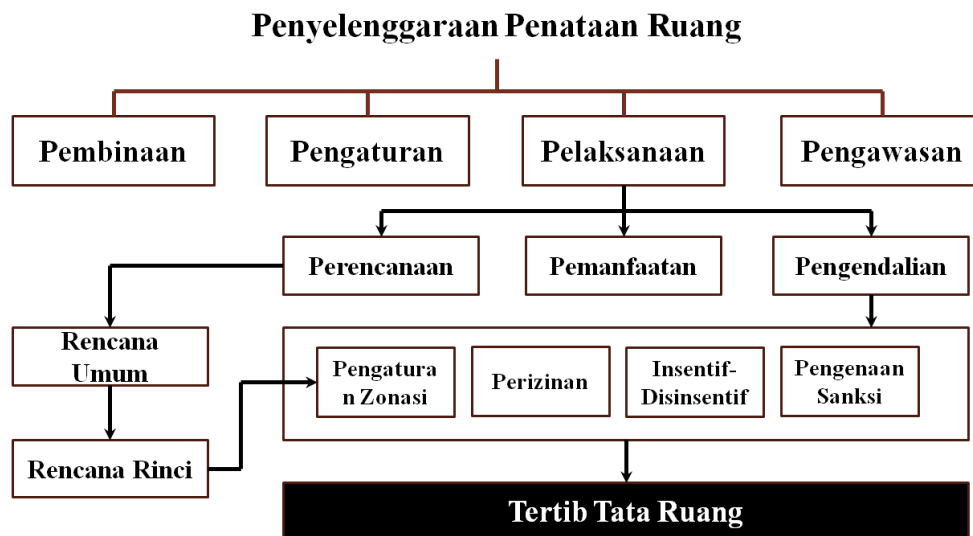 Penyelenggaraan Penataan Ruang
Pembinaan
Pengaturan
Pelaksanaan
Pengawasan
Perencanaan
Pemanfaatan
Pengendalian
Rencana
Umum
Pengatura
n Zonasi
Perizinan
Insentif-
Disinsentif
Pengenaan
Sanksi
Rencana Rinci
Tertib Tata Ruang